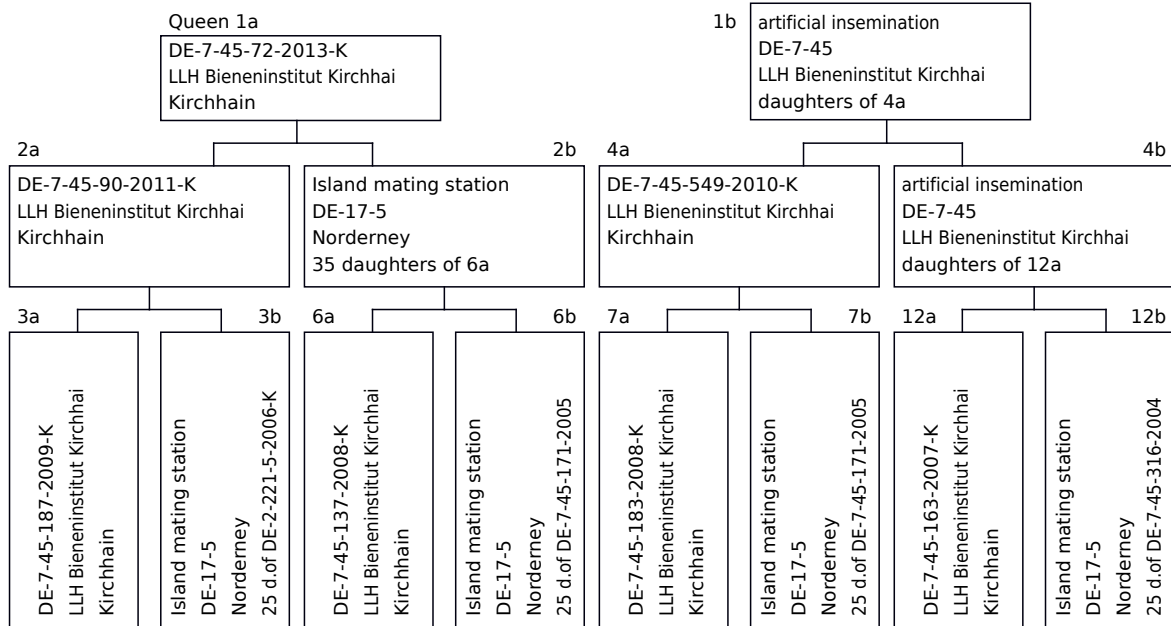 Queen 1a
DE-7-45-72-2013-K
LLH Bieneninstitut Kirchhai
Kirchhain
1b
artificial insemination
DE-7-45
LLH Bieneninstitut Kirchhai
daughters of 4a
2a
DE-7-45-90-2011-K
LLH Bieneninstitut Kirchhai
Kirchhain
2b
Island mating station
DE-17-5
Norderney
35 daughters of 6a
4a
DE-7-45-549-2010-K
LLH Bieneninstitut Kirchhai
Kirchhain
4b
artificial insemination
DE-7-45
LLH Bieneninstitut Kirchhai
daughters of 12a
3a
DE-7-45-187-2009-K
LLH Bieneninstitut Kirchhai
Kirchhain
3b
Island mating station
DE-17-5
Norderney
25 d.of DE-2-221-5-2006-K
6a
DE-7-45-137-2008-K
LLH Bieneninstitut Kirchhai
Kirchhain
6b
Island mating station
DE-17-5
Norderney
25 d.of DE-7-45-171-2005
7a
DE-7-45-183-2008-K
LLH Bieneninstitut Kirchhai
Kirchhain
7b
Island mating station
DE-17-5
Norderney
25 d.of DE-7-45-171-2005
12a
DE-7-45-163-2007-K
LLH Bieneninstitut Kirchhai
Kirchhain
12b
Island mating station
DE-17-5
Norderney
25 d.of DE-7-45-316-2004